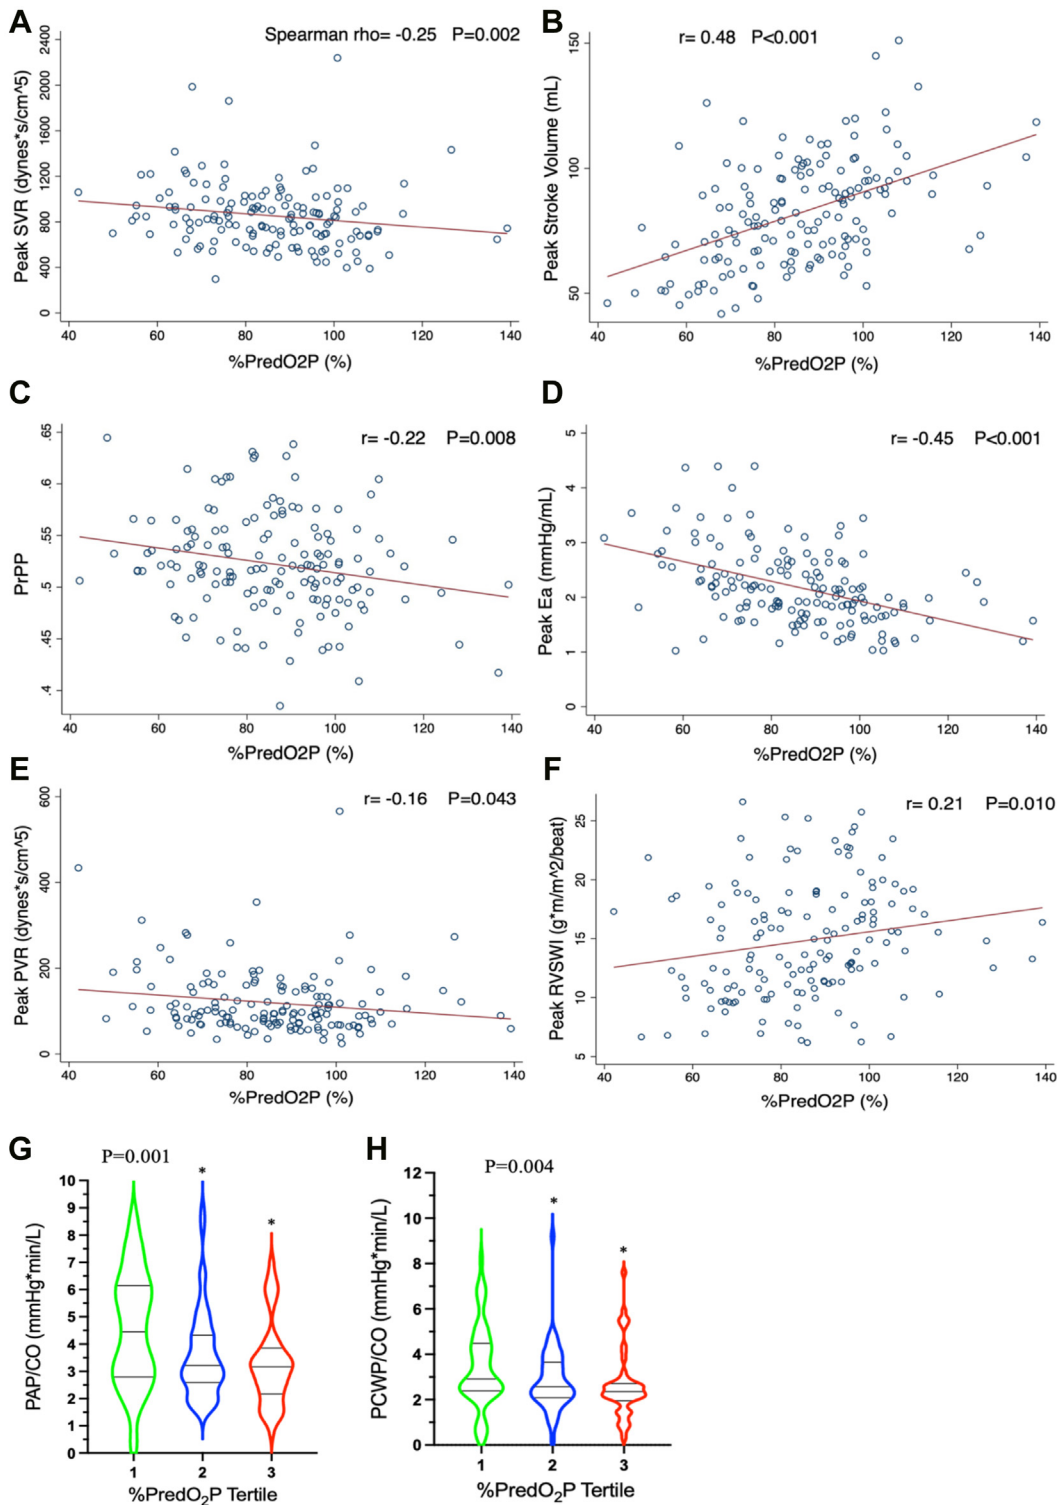 A
Spearman rho= -0.25 P=0.002
Peak SVR (dynes*s/cm^5)
2400
2000
1600
1200
800
400
0
40 60 80 100 120 140
%PredO2P (%)
B
r= 0.48 P<0.001
Peak Stroke Volume (mL)
150
100
50
40 60 80 100 120 140
%PredO2P (%)
C
r= -0.22 P=0.008
PrPP
.65
.6
.55
.5
.45
.4
40 60 80 100 120 140
%PredO2P (%)
D
r= -0.45 P<0.001
Peak Ea (mmHg/mL)
5
4
3
2
1
0
40 60 80 100 120 140
%PredO2P (%)
E
r= -0.16 P=0.043
Peak PVR (dynes*s/cm^5)
600
400
200
0
40 60 80 100 120 140
%PredO2P (%)
F
r= 0.21 P=0.010
Peak RVSWI (g*m/m^2/beat)
25
20
15
10
5
40 60 80 100 120 140
%PredO2P (%)
G
P=0.001
* *
PAP/CO (mmHg*min/L)
10
9
8
7
6
5
4
3
2
1
0
1 2 3
%PredO₂P Tertile
H
P=0.004
* *
PCWP/CO (mmHg*min/L)
12
10
8
6
4
2
0
1 2 3
%PredO₂P Tertile